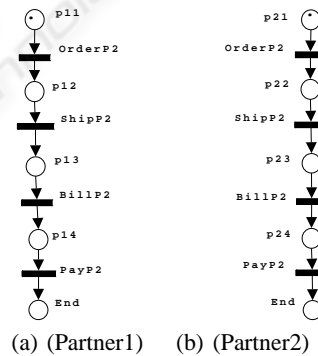 p11
OrderP2
p12
ShipP2
p13
BillP2
p14
PayP2
End
(a) (Partner1)
p21
OrderP2
p22
ShipP2
p23
BillP2
p24
PayP2
End
(b) (Partner2)